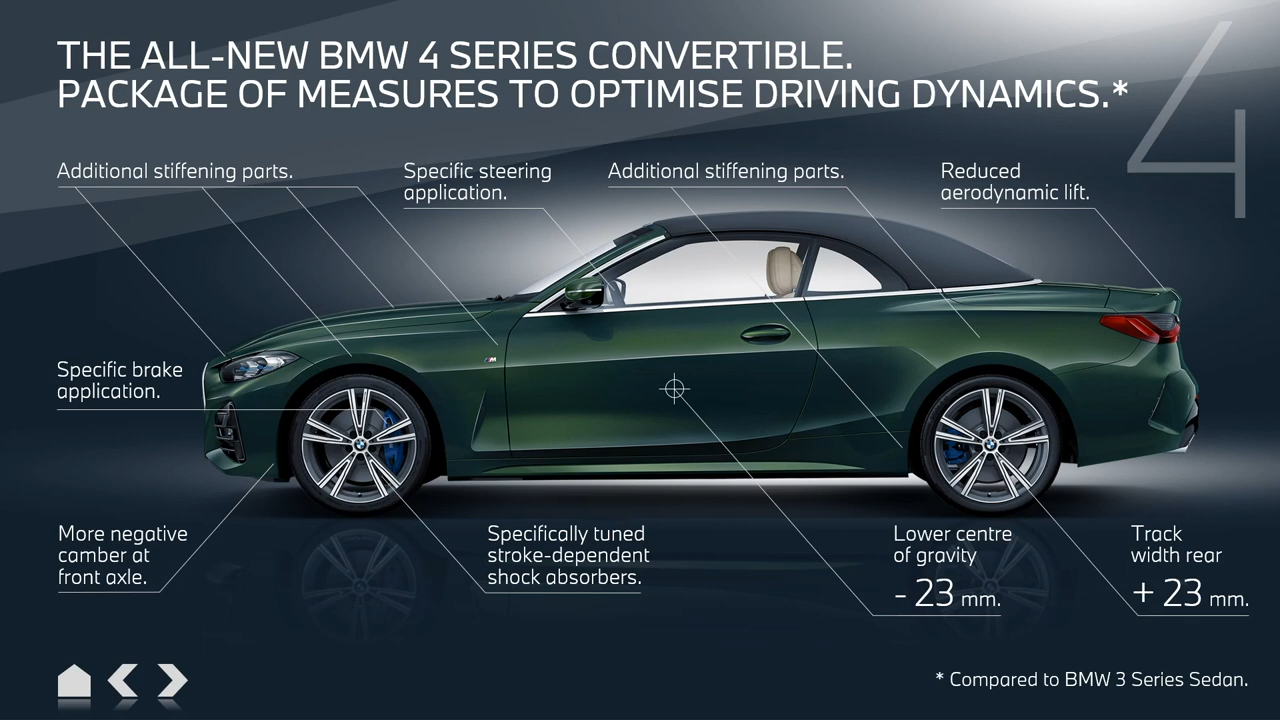 THE ALL-NEW BMW 4 SERIES CONVERTIBLE.
PACKAGE OF MEASURES TO OPTIMISE DRIVING DYNAMICS.*
4
Additional stiffening parts.
Specific steering
application.
Additional stiffening parts.
Reduced
aerodynamic lift.
Specific brake
application.
M
More negative
camber at
front axle.
Specifically tuned
stroke-dependent
shock absorbers.
Lower centre
of gravity
- 23 mm.
Track
width rear
+ 23 mm.
* Compared to BMW 3 Series Sedan.